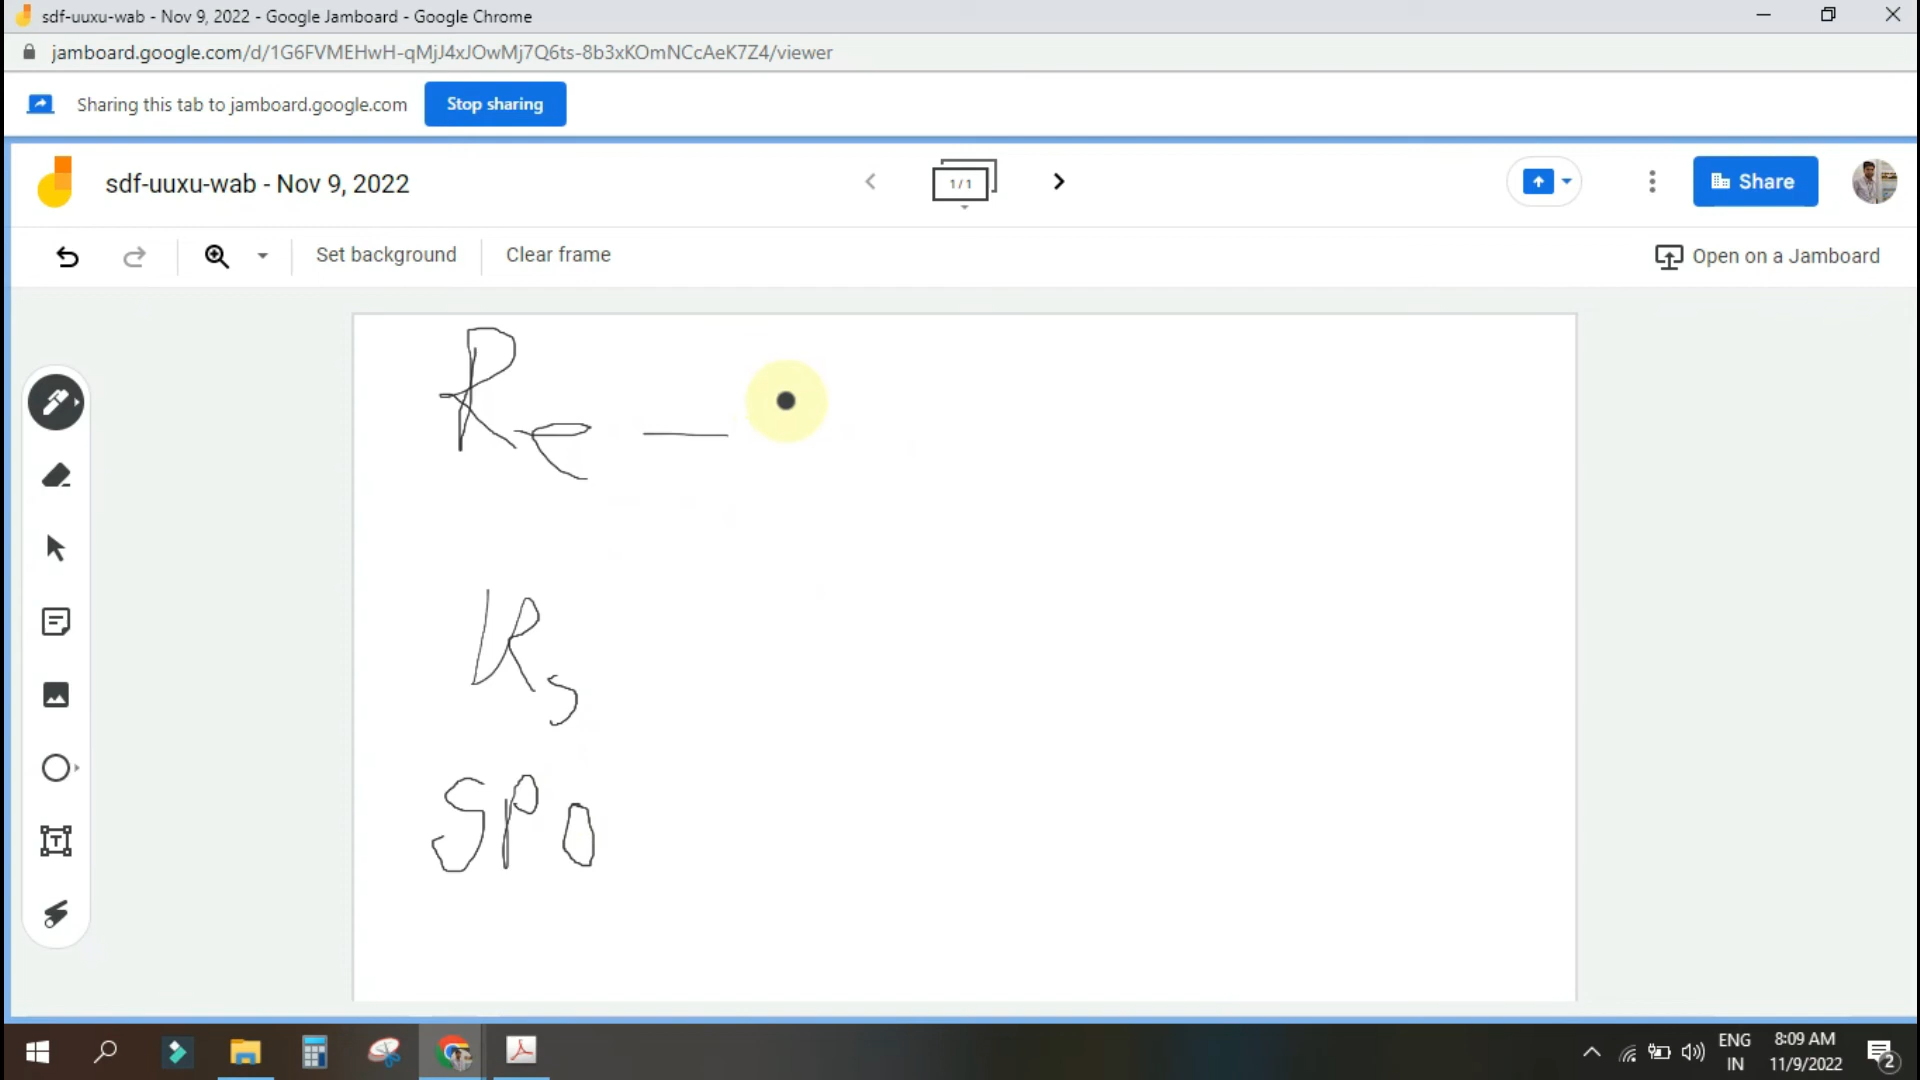 sdf-uuxu-wab - Nov 9, 2022 - Google Jamboard - Google Chrome
jamboard.google.com/d/1G6FVMEHwH-qMjJ4xJOwMj7Q6ts-8b3xKOmNCcAeK7Z4/viewer
Sharing this tab to jamboard.google.com Stop sharing
sdf-uuxu-wab - Nov 9, 2022 1/1 Share
Set background Clear frame Open on a Jamboard
Re —
Rs
SPO
ENG 8:09 AM
IN 11/9/2022 2